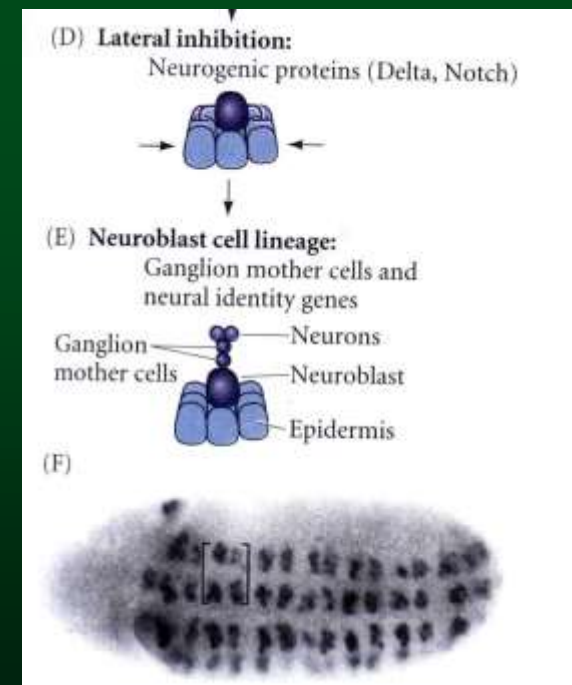 (D) Lateral inhibition:
Neurogenic proteins (Delta, Notch)
(E) Neuroblast cell lineage:
Ganglion mother cells and
neural identity genes
Neurons
Ganglion
mother cells
Neuroblast
Epidermis
(F)